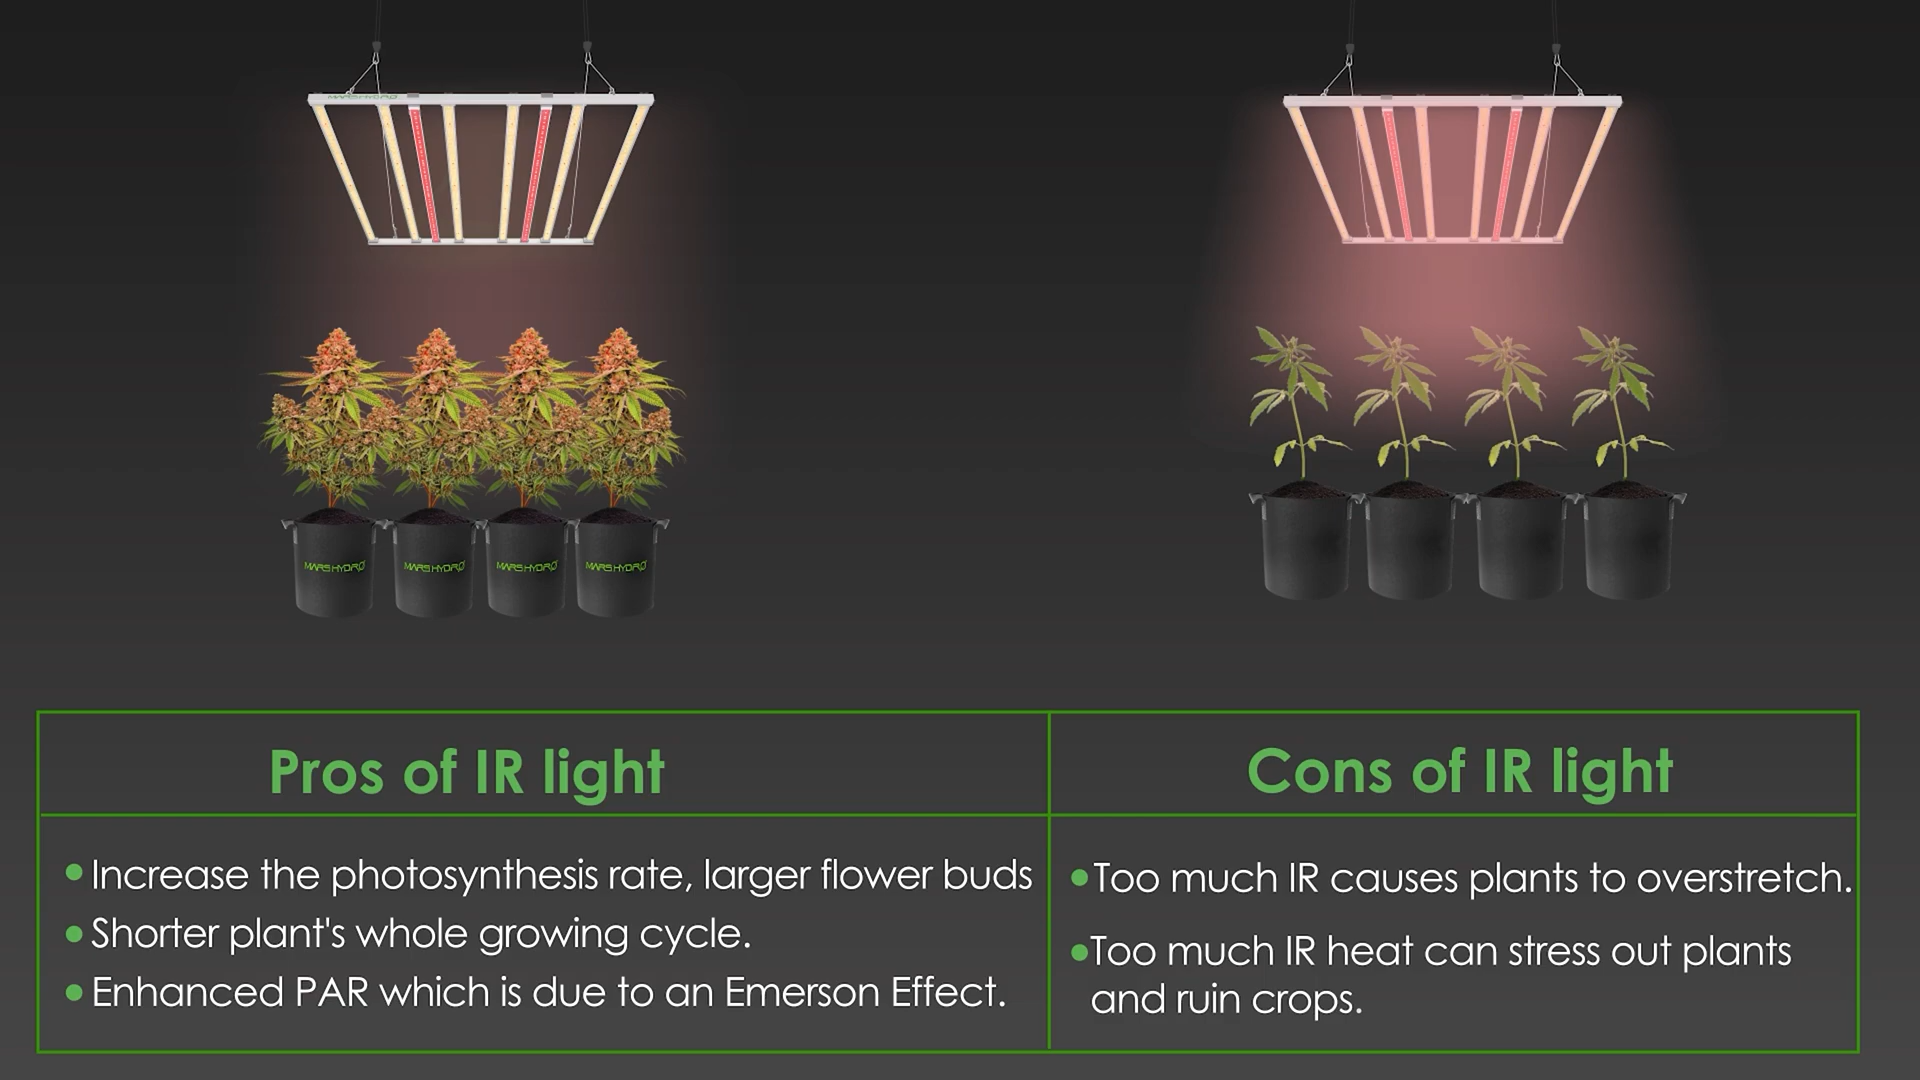 MARS HYDRO
MARS HYDRO
MARS HYDRO
MARS HYDRO
MARS HYDRO
Pros of IR light
Increase the photosynthesis rate, larger flower buds
Shorter plant's whole growing cycle.
Enhanced PAR which is due to an Emerson Effect.
Cons of IR light
Too much IR causes plants to overstretch.
Too much IR heat can stress out plants
and ruin crops.